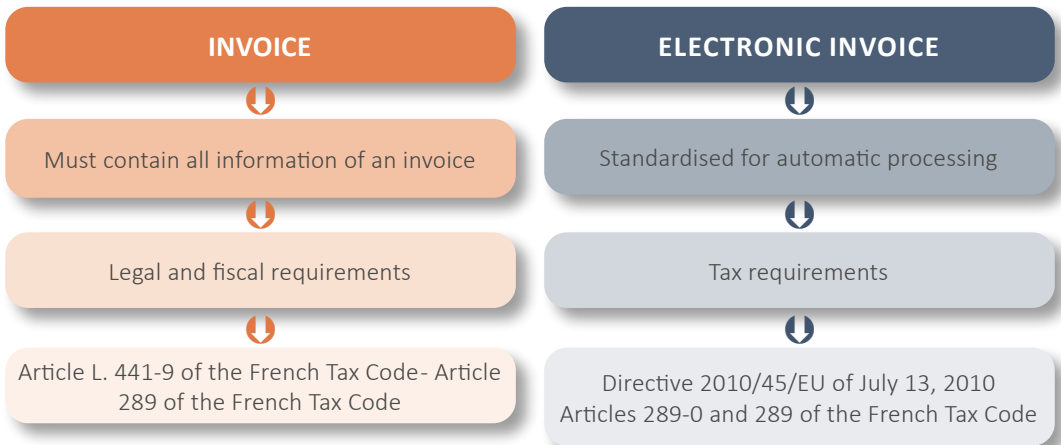 INVOICE
Must contain all information of an invoice
Legal and fiscal requirements
Article L. 441-9 of the French Tax Code- Article
289 of the French Tax Code
ELECTRONIC INVOICE
Standardised for automatic processing
Tax requirements
Directive 2010/45/EU of July 13, 2010
Articles 289-0 and 289 of the French Tax Code